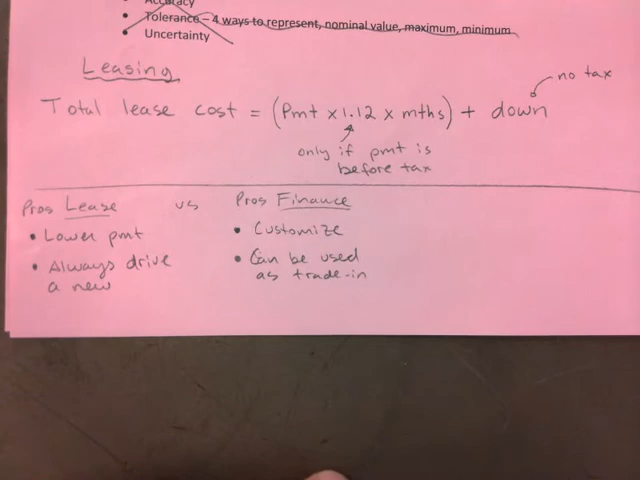 Accuracy
Tolerance – 4 ways to represent, nominal value, maximum, minimum
Uncertainty
Leasing
no tax
Total lease cost = (Pmt × 1.12 × mths) + down
only if pmt is
before tax
Pros Lease vs Pros Finance
• Lower pmt • Customize
• Always drive • Can be used
a new as trade-in